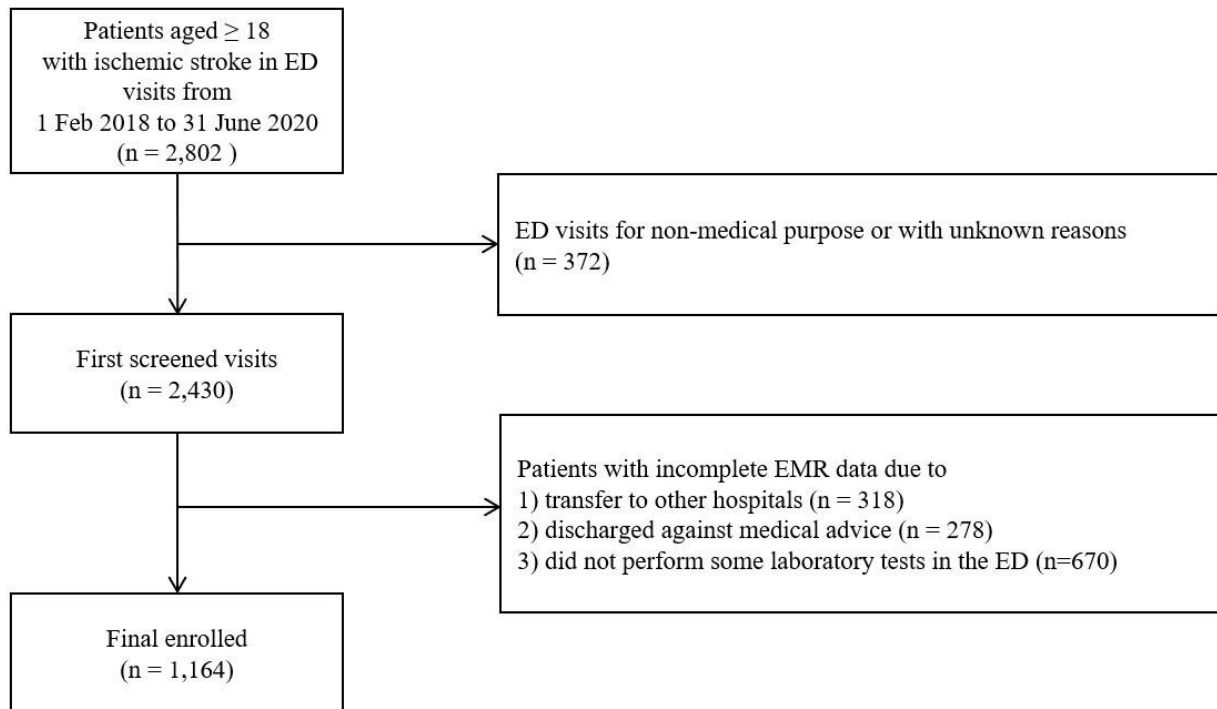 Patients aged ≥ 18
with ischemic stroke in ED
visits from
1 Feb 2018 to 31 June 2020
(n = 2,802 )
ED visits for non-medical purpose or with unknown reasons
(n = 372)
First screened visits
(n = 2,430)
Patients with incomplete EMR data due to
1) transfer to other hospitals (n = 318)
2) discharged against medical advice (n = 278)
3) did not perform some laboratory tests in the ED (n=670)
Final enrolled
(n = 1,164)